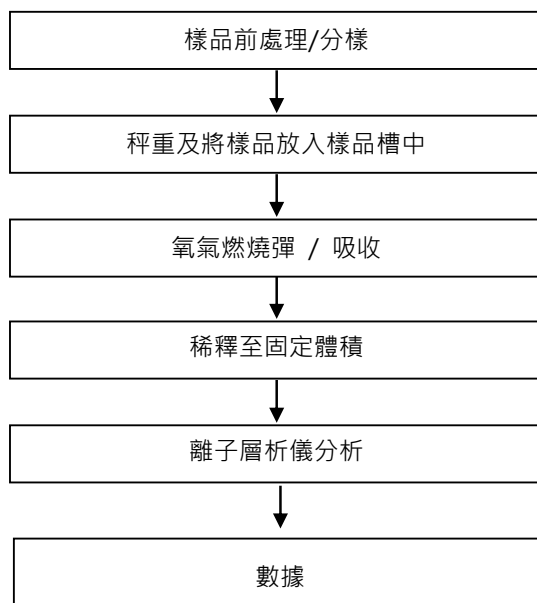 樣品前處理/分樣
秤重及將樣品放入樣品槽中
氧氣燃燒彈 / 吸收
稀釋至固定體積
離子層析儀分析
數據